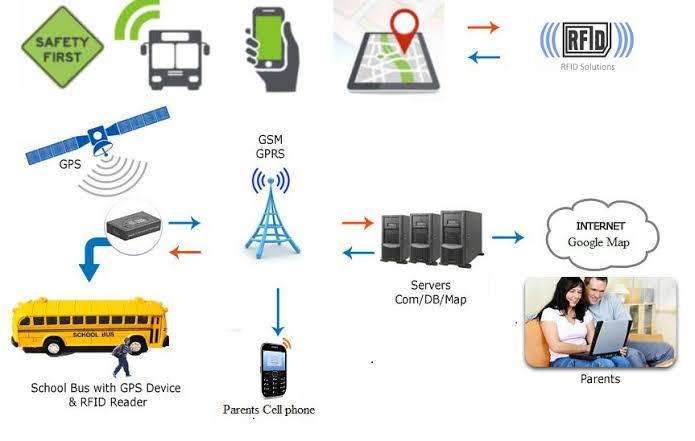 SAFETY
FIRST
RFID
RFID Solutions
GPS
GSM
GPRS
INTERNET
Google Map
Servers
Com/DB/Map
SCHOOL BUS
School Bus with GPS Device
& RFID Reader
Parents Cell phone
Parents